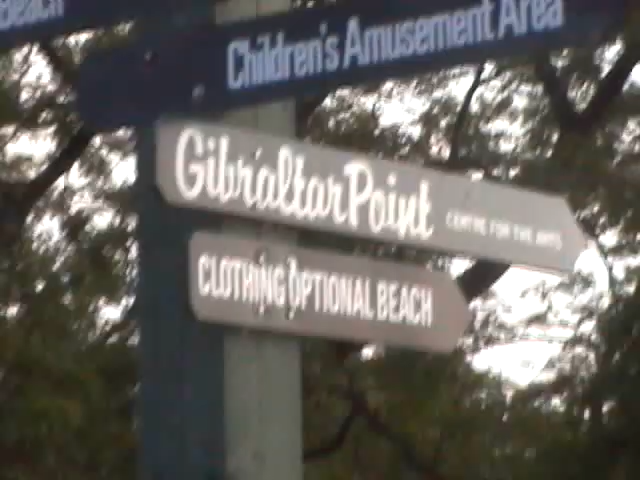 Beach
Children's Amusement Area
Gibraltar Point CENTRE FOR THE ARTS
CLOTHING OPTIONAL BEACH